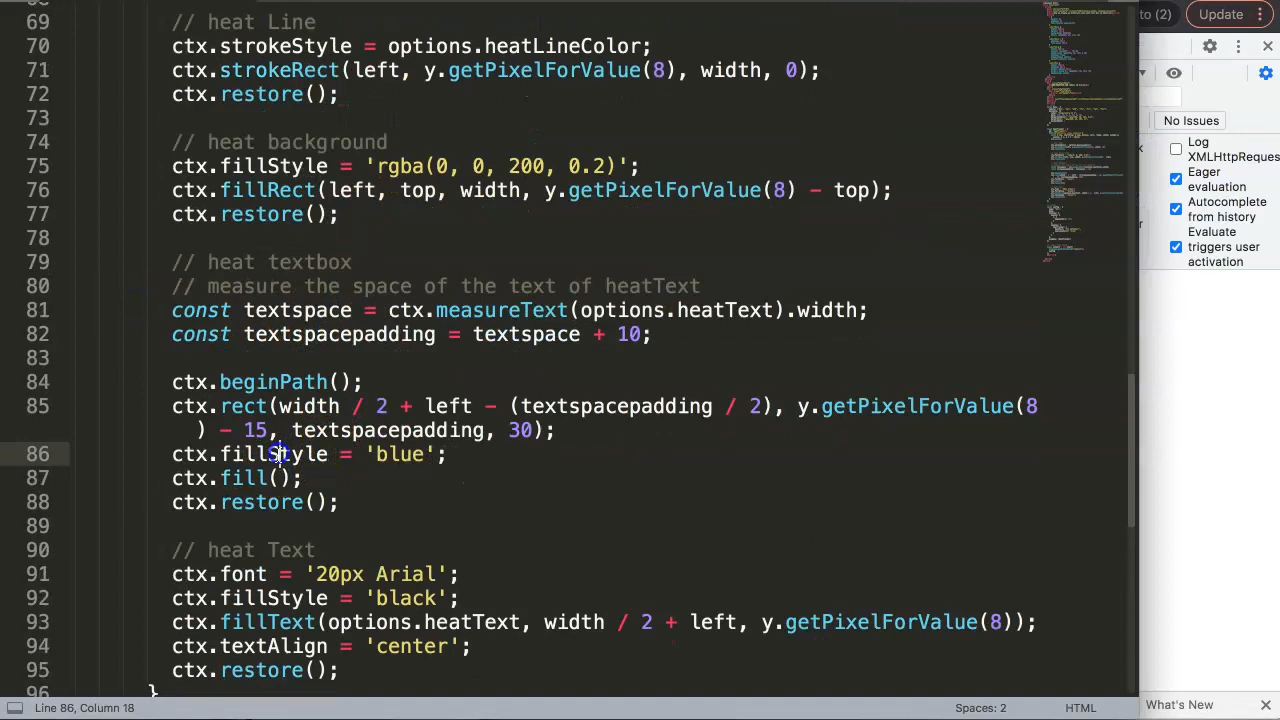 69 // heat Line
70 ctx.strokeStyle = options.heatLineColor;
71 ctx.strokeRect(left, y.getPixelForValue(8), width, 0);
72 ctx.restore();
73
74 // heat background
75 ctx.fillStyle = 'rgba(0, 0, 200, 0.2)';
76 ctx.fillRect(left, top, width, y.getPixelForValue(8) - top);
77 ctx.restore();
78
79 // heat textbox
80 // measure the space of the text of heatText
81 const textspace = ctx.measureText(options.heatText).width;
82 const textspacepadding = textspace + 10;
83
84 ctx.beginPath();
85 ctx.rect(width / 2 + left - (textspacepadding / 2), y.getPixelForValue(8
) - 15, textspacepadding, 30);
86 ctx.fillStyle = 'blue';
87 ctx.fill();
88 ctx.restore();
89
90 // heat Text
91 ctx.font = '20px Arial';
92 ctx.fillStyle = 'black';
93 ctx.fillText(options.heatText, width / 2 + left, y.getPixelForValue(8));
94 ctx.textAlign = 'center';
95 ctx.restore();
96 }
Line 86, Column 18
Spaces: 2
HTML
to (2)
Update
No Issues
Log
XMLHttpReques
Eager
evaluation
Autocomplete
from history
Evaluate
triggers user
activation
What's New